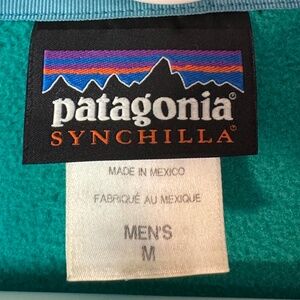 patagonia®
SYNCHILLA®
MADE IN MEXICO
FABRIQUÉ AU MEXIQUE
MEN'S
M